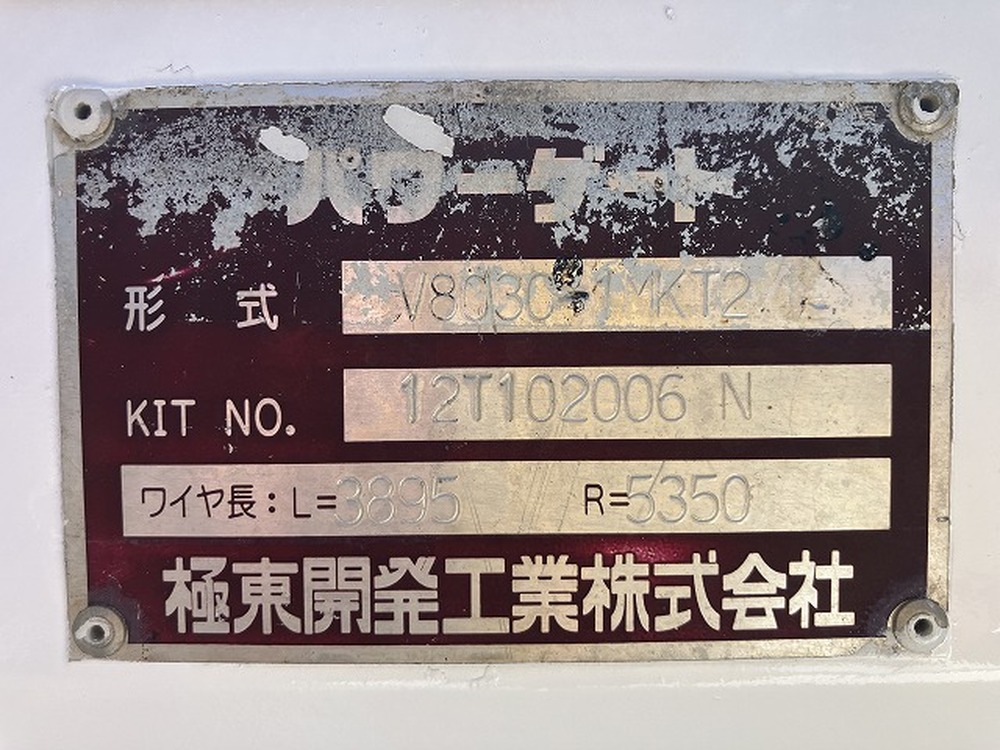 パワーゲート
形 式 V8030-1MKT2
KIT NO. 12T102006 N
ワイヤ長：L=3895 R=5350
極東開発工業株式会社